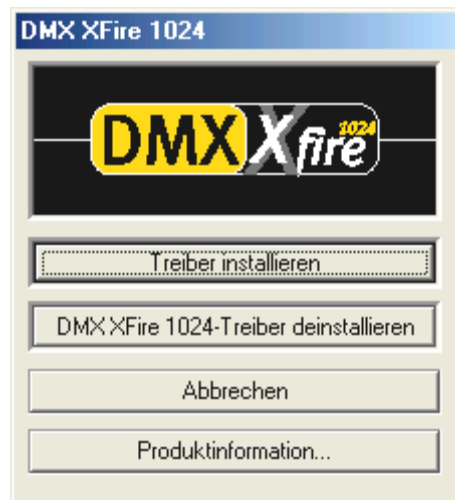 DMX XFire 1024
DMX Xfire 1024
Treiber installieren
DMX XFire 1024-Treiber deinstallieren
Abbrechen
Produktinformation...